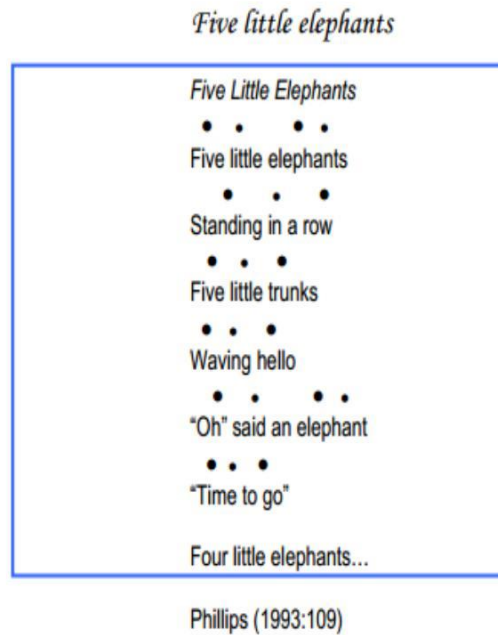 Five little elephants
Five Little Elephants
Five little elephants
Standing in a row
Five little trunks
Waving hello
“Oh” said an elephant
“Time to go”
Four little elephants…
Phillips (1993:109)